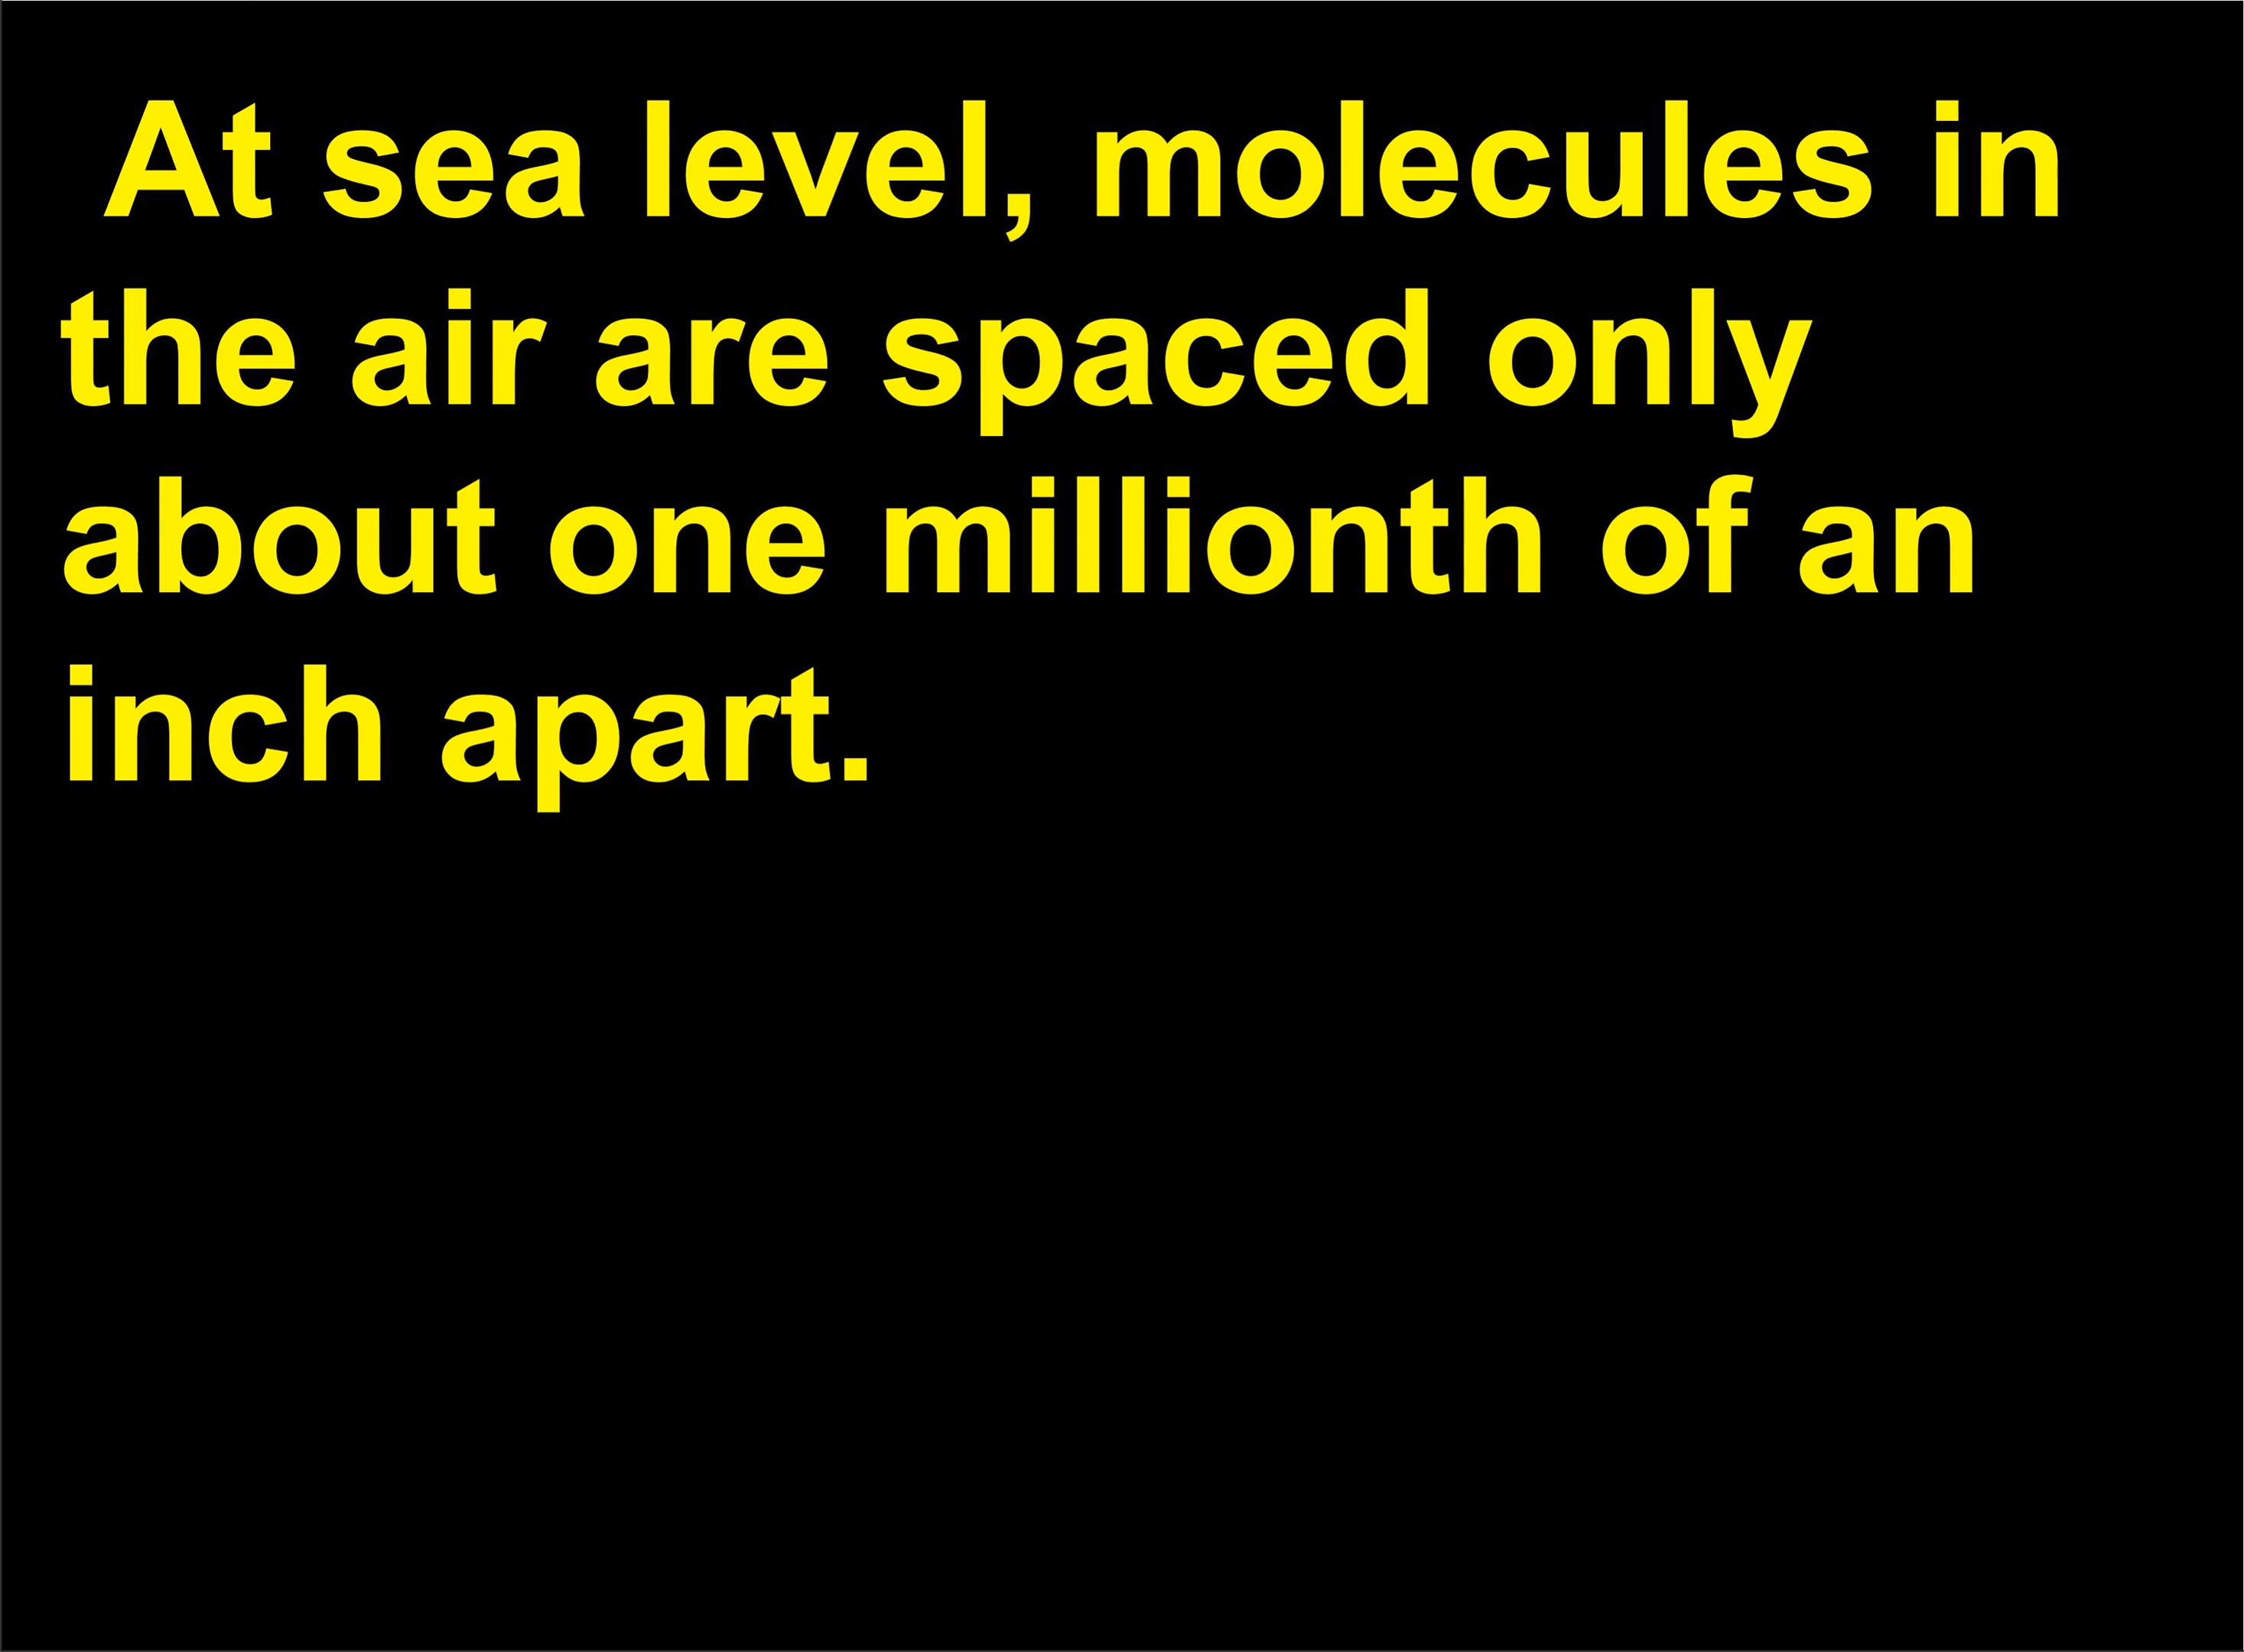 At sea level, molecules in
the air are spaced only
about one millionth of an
inch apart.